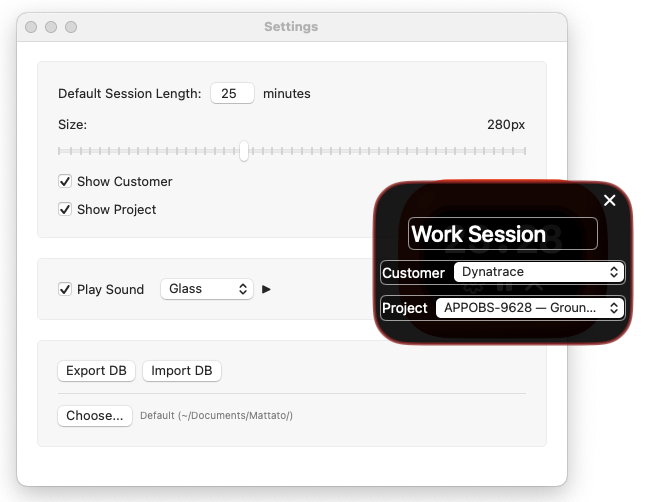 Settings
Default Session Length: 25 minutes
Size: 280px
Show Customer
Show Project
Play Sound Glass
Export DB Import DB
Choose... Default (~/Documents/Mattato/)
Work Session
Customer Dynatrace
Project APPOBS-9628 — Groun...